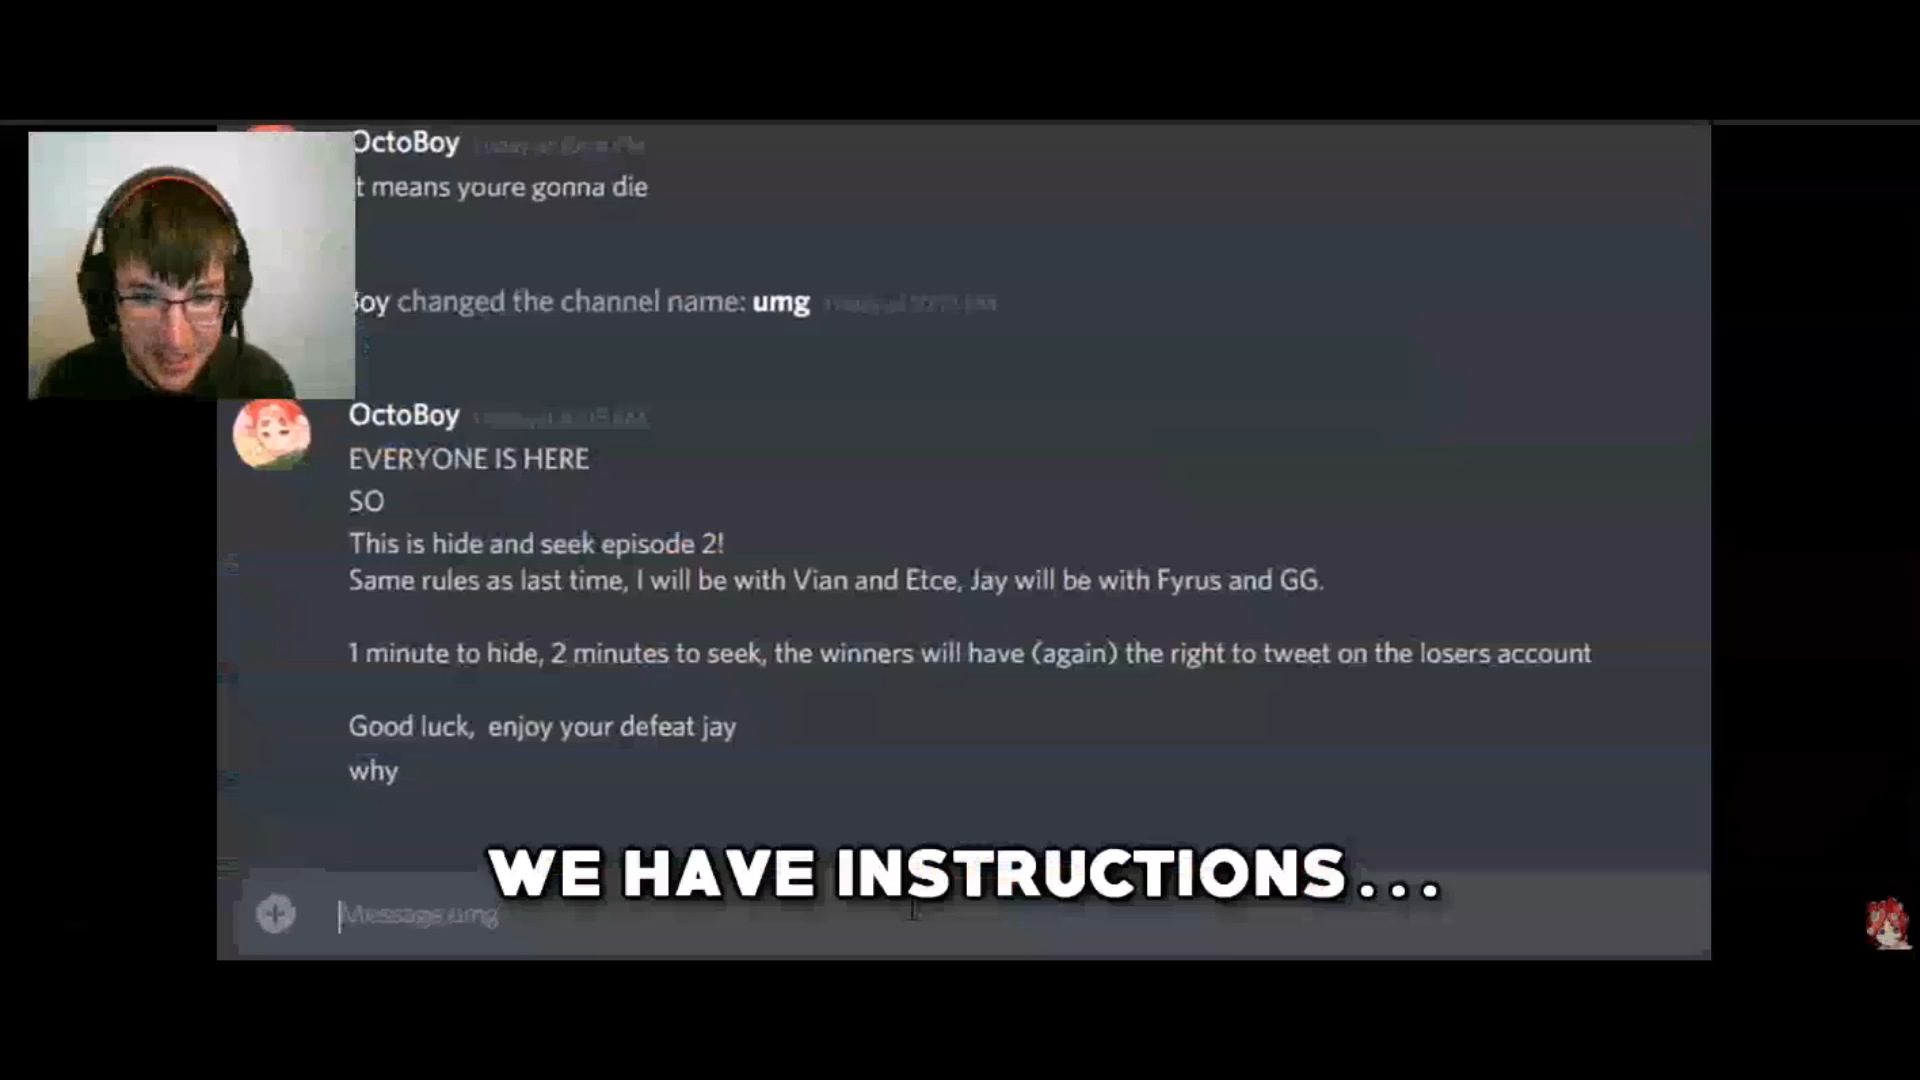 OctoBoy
t means youre gonna die
oy changed the channel name: umg
OctoBoy
EVERYONE IS HERE
SO
This is hide and seek episode 2!
Same rules as last time, I will be with Vian and Etce, Jay will be with Fyrus and GG.
1 minute to hide, 2 minutes to seek, the winners will have (again) the right to tweet on the losers account
Good luck,  enjoy your defeat jay
why
WE HAVE INSTRUCTIONS...
Message umg